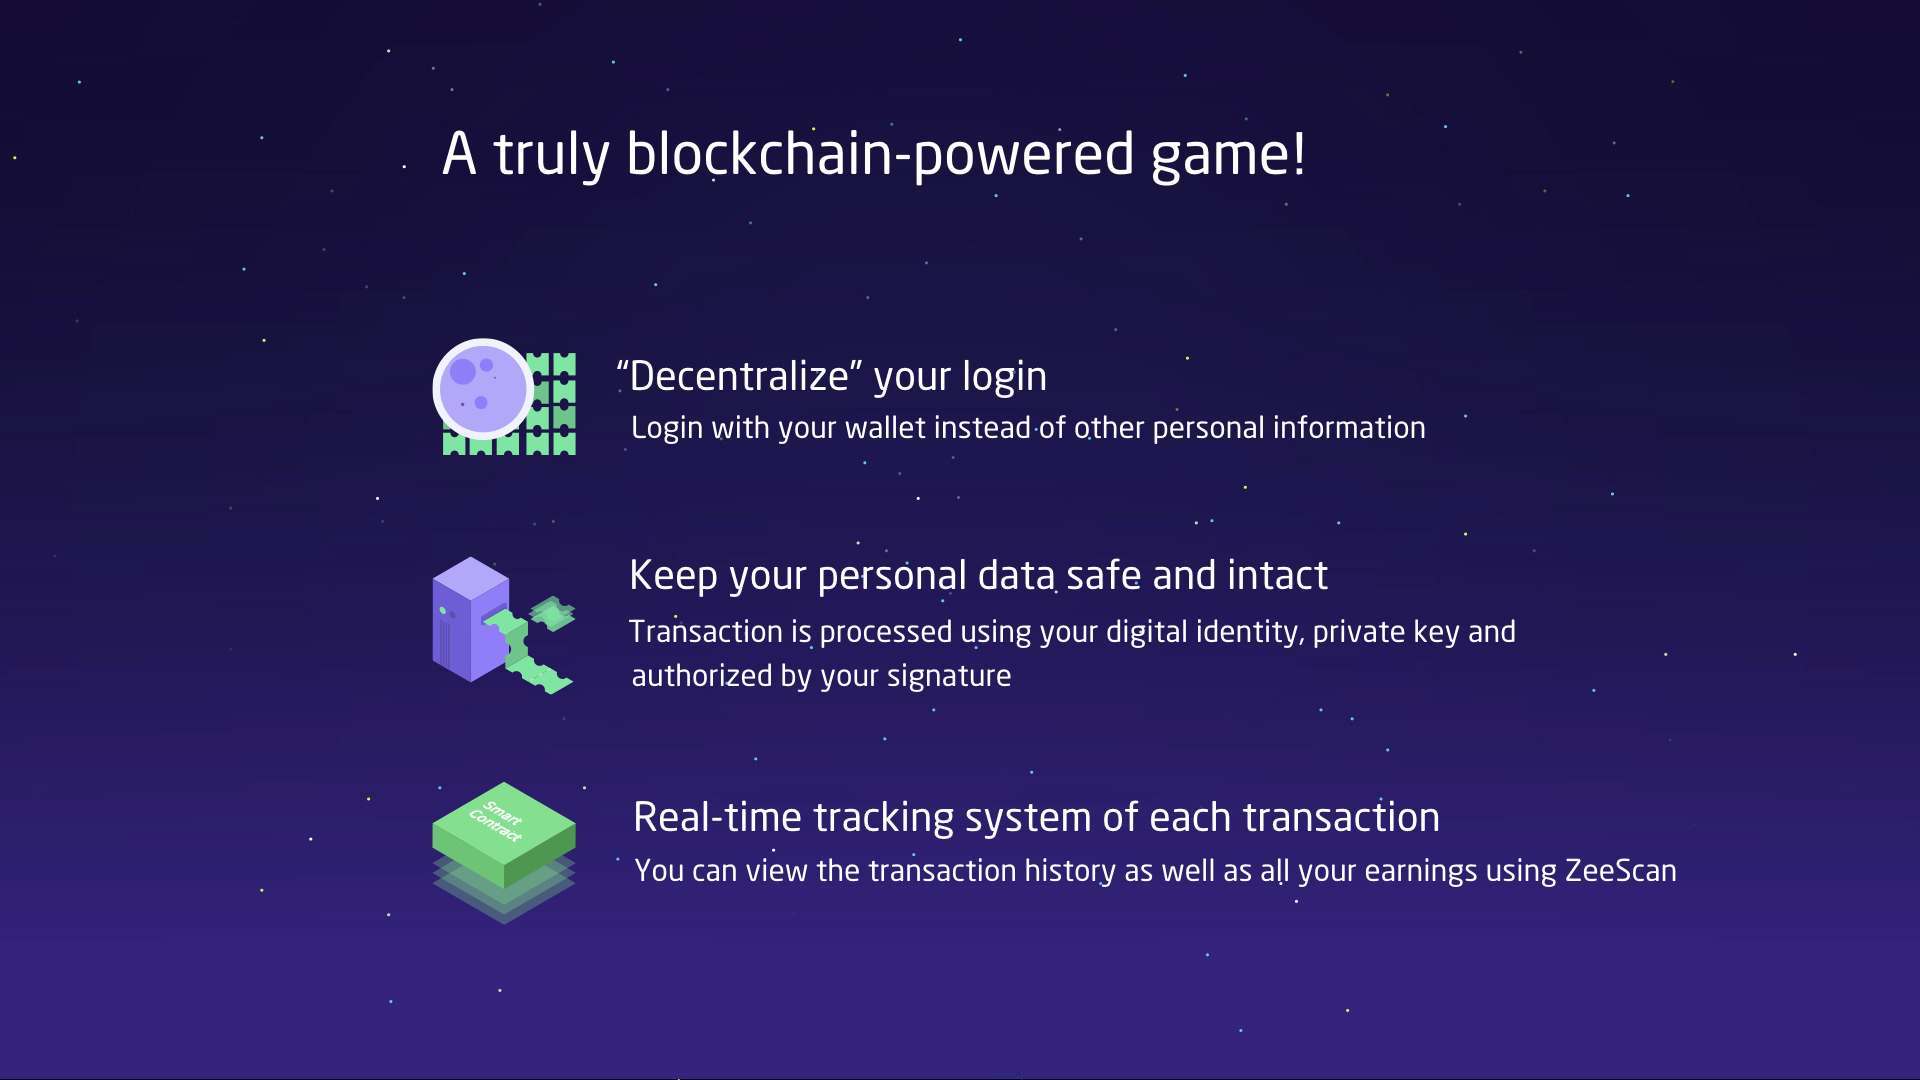 A truly blockchain-powered game!
“Decentralize” your login
Login with your wallet instead of other personal information
Keep your personal data safe and intact
Transaction is processed using your digital identity, private key and
authorized by your signature
Smart
Contract
Real-time tracking system of each transaction
You can view the transaction history as well as all your earnings using ZeeScan